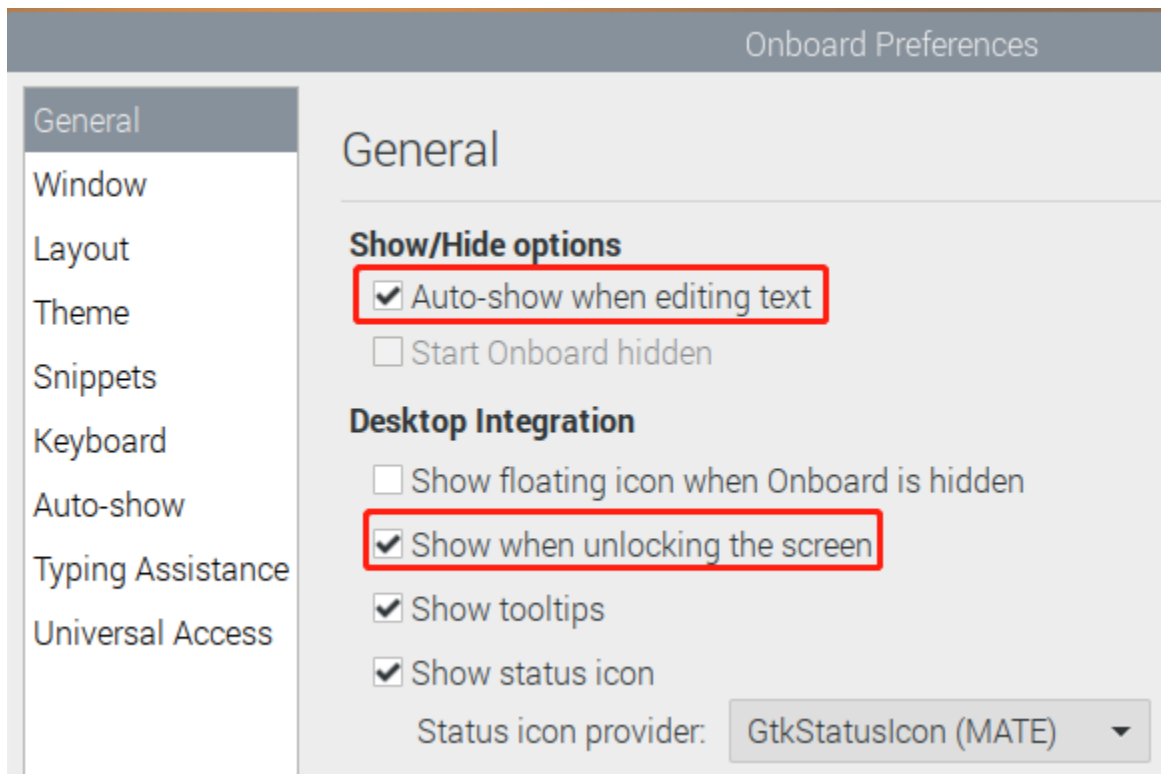 Onboard Preferences
General
Window
Layout
Theme
Snippets
Keyboard
Auto-show
Typing Assistance
Universal Access
General
Show/Hide options
Auto-show when editing text
Start Onboard hidden
Desktop Integration
Show floating icon when Onboard is hidden
Show when unlocking the screen
Show tooltips
Show status icon
Status icon provider: GtkStatusIcon (MATE)